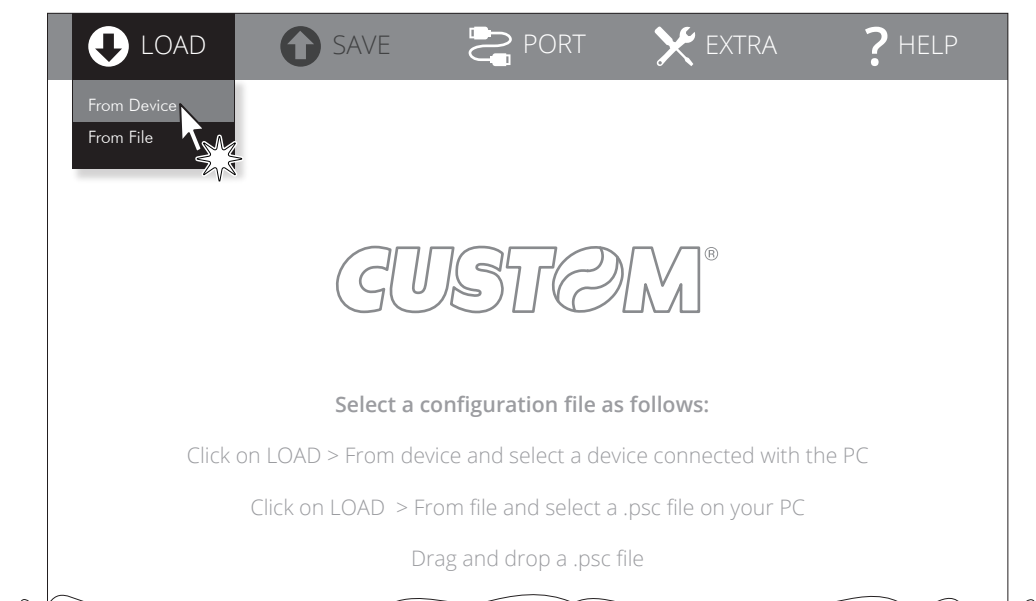 LOAD SAVE PORT EXTRA ? HELP
From Device
From File
CUSTOM®
Select a configuration file as follows:
Click on LOAD > From device and select a device connected with the PC
Click on LOAD > From file and select a .psc file on your PC
Drag and drop a .psc file